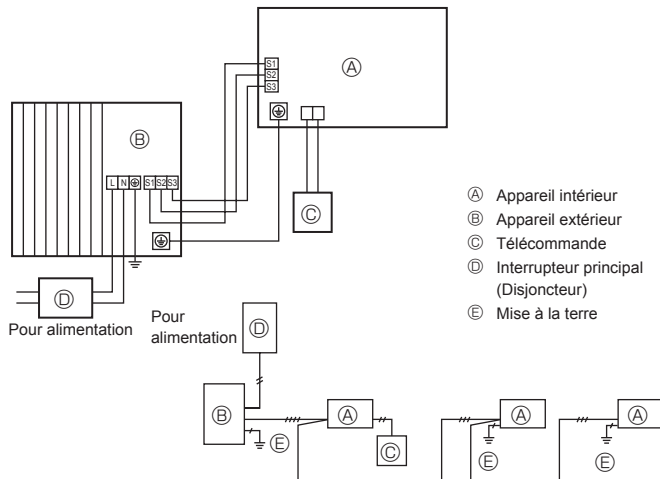 S1
S2
S3
Ⓐ
Ⓑ
L N S1 S2 S3
Ⓒ
Ⓓ
Pour alimentation
Ⓐ Appareil intérieur
Ⓑ Appareil extérieur
Ⓒ Télécommande
Ⓓ Interrupteur principal
(Disjoncteur)
Ⓔ Mise à la terre
Pour
alimentation
Ⓓ
Ⓑ Ⓐ Ⓐ Ⓐ
Ⓔ Ⓒ Ⓔ Ⓔ